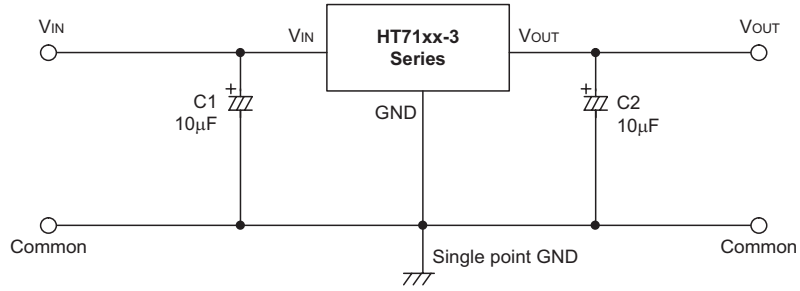 VIN
VIN
HT71xx-3
Series
VOUT
VOUT
+
C1
10μF
GND
+
C2
10μF
Common
Single point GND
Common